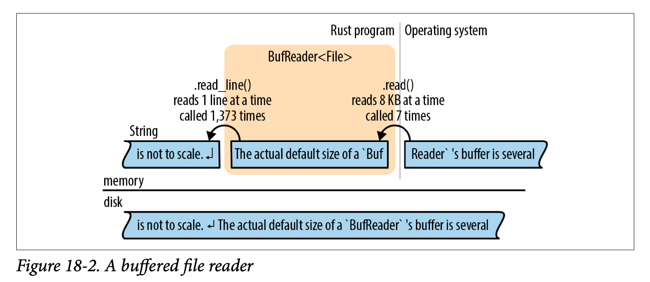 Rust program
Operating system
BufReader<File>
.read_line()
reads 1 line at a time
called 1,373 times
.read()
reads 8 KB at a time
called 7 times
String
is not to scale.↲
The actual default size of a `Buf
Reader` 's buffer is several
memory
disk
is not to scale. ↲ The actual default size of a `BufReader` 's buffer is several
Figure 18-2. A buffered file reader